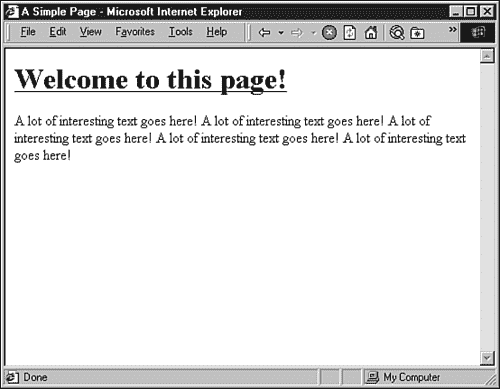 A Simple Page - Microsoft Internet Explorer
File Edit View Favorites Tools Help »
Welcome to this page!
A lot of interesting text goes here! A lot of interesting text goes here! A lot of
interesting text goes here! A lot of interesting text goes here! A lot of interesting text
goes here!
Done My Computer